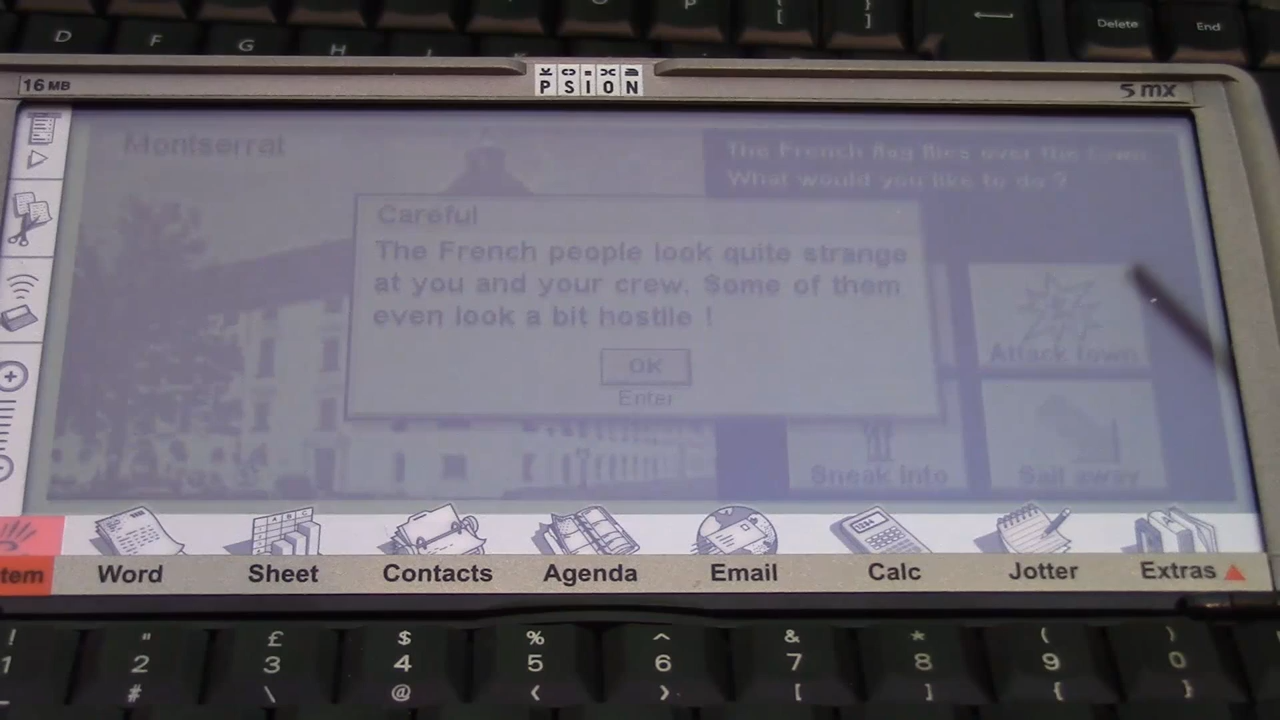 Delete
End
D
F
G
H
16 MB
PSION
5mx
Montserrat
The French flag flies over the town.
What would you like to do ?
Careful
The French people look quite strange
at you and your crew. Some of them
even look a bit hostile !
OK
Enter
Attack town
Sneak into
Sail away
tem
Word
Sheet
Contacts
Agenda
Email
Calc
Jotter
Extras
! " £ $ % ^ & * ( )
1 2 3 4 5 6 7 8 9 0
_ # \ @ < > [ ] { }